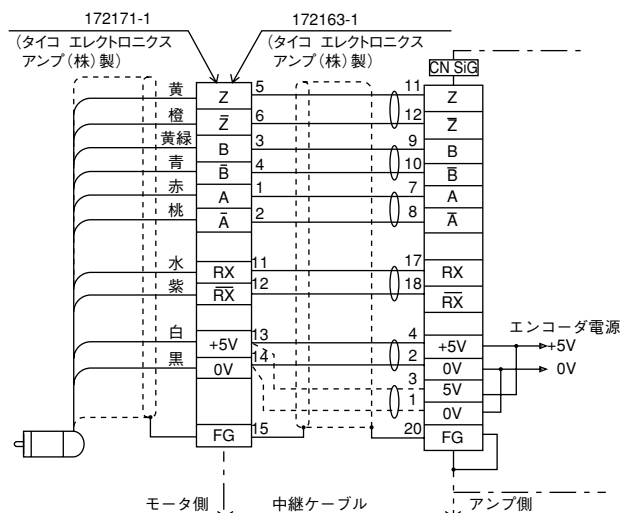 172171-1 172163-1
(タイコ エレクトロニクス (タイコ エレクトロニクス
アンプ(株)製) アンプ(株)製)
CN SiG
黄 Z 5 11 Z
橙 Z̅ 6 12 Z̅
黄緑 B 3 9 B
青 B̅ 4 10 B̅
赤 A 1 7 A
桃 A̅ 2 8 A̅
水 RX 11 17 RX
紫 R̅X̅ 12 18 R̅X̅
エンコーダ電源
白 +5V 13 4 +5V +5V
黒 0V 14 2 0V 0V
3 5V
1 0V
FG 15 20 FG
モータ側 中継ケーブル アンプ側